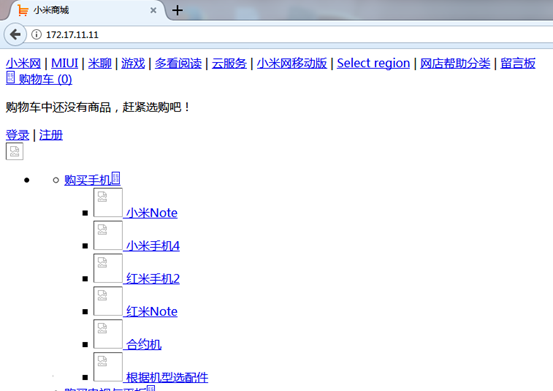 小米商城
172.17.11.11
小米网 | MIUI | 米聊 | 游戏 | 多看阅读 | 云服务 | 小米网移动版 | Select region | 网店帮助分类 | 留言板
购物车 (0)
购物车中还没有商品，赶紧选购吧！
登录 | 注册
购买手机
小米Note
小米手机4
红米手机2
红米Note
合约机
根据机型选配件